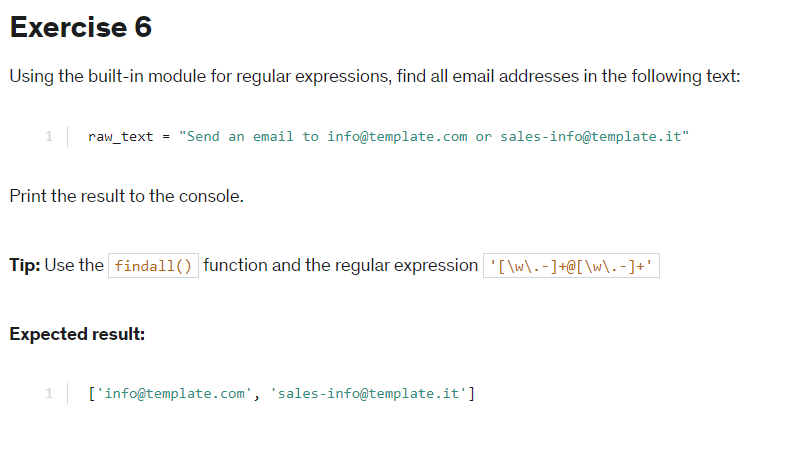 Exercise 6
Using the built-in module for regular expressions, find all email addresses in the following text:
1 raw_text = "Send an email to info@template.com or sales-info@template.it"
Print the result to the console.
Tip: Use the findall() function and the regular expression '[\w\.-]+@[\w\.-]+'
Expected result:
1 ['info@template.com', 'sales-info@template.it']